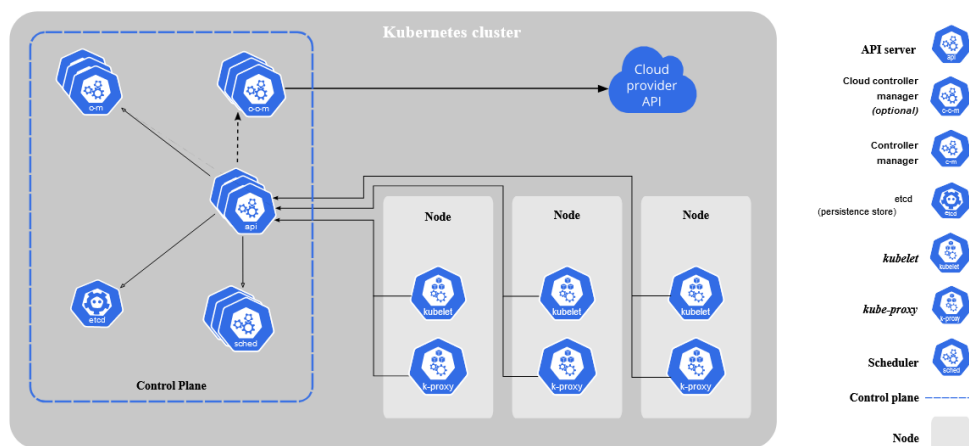 Kubernetes cluster
c-m
c-c-m
Cloud
provider
API
api
etcd
sched
Control Plane
Node
Node
Node
kubelet
kubelet
kubelet
k-proxy
k-proxy
k-proxy
API server
api
Cloud controller
manager
(optional)
c-c-m
Controller
manager
c-m
etcd
(persistence store)
etcd
kubelet
kubelet
kube-proxy
k-proxy
Scheduler
sched
Control plane
Node